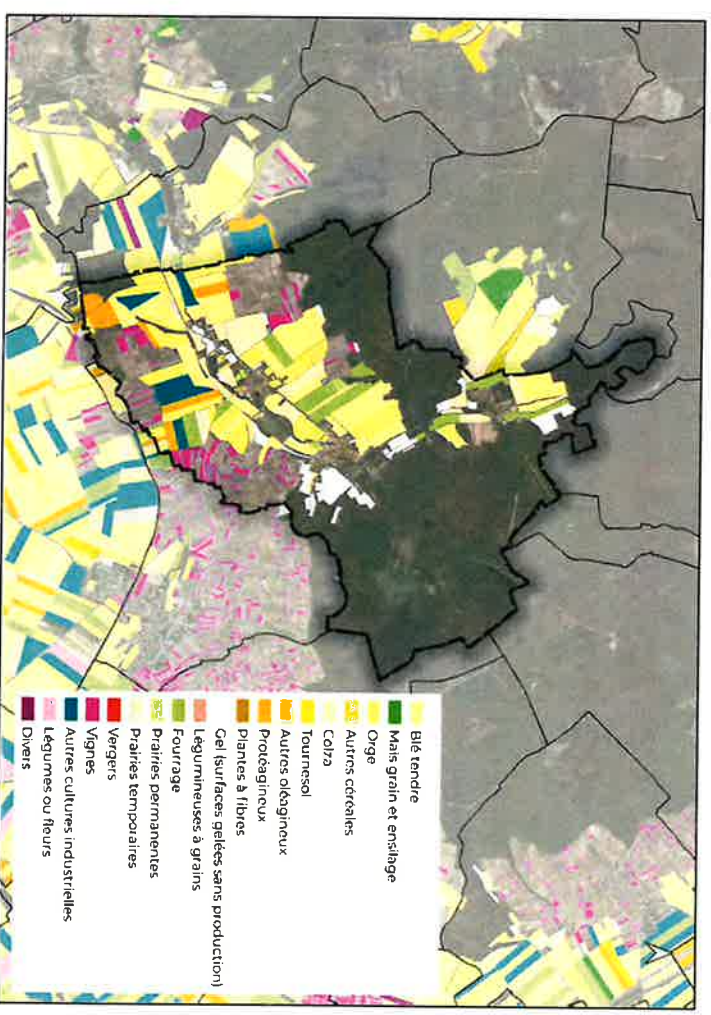 Blé tendre
Maïs grain et ensilage
Orge
Autres céréales
Colza
Tournesol
Autres oléagineux
Protéagineux
Plantes à fibres
Gel (surfaces gelées sans production)
Légumineuses à grains
Fourrage
Prairies permanentes
Prairies temporaires
Vergers
Vignes
Autres cultures industrielles
Légumes ou fleurs
Divers